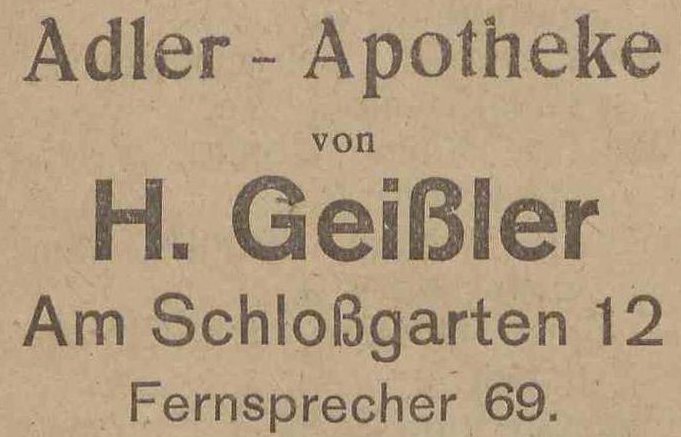 Adler - Apotheke
von
H. Geißler
Am Schloßgarten 12
Fernsprecher 69.